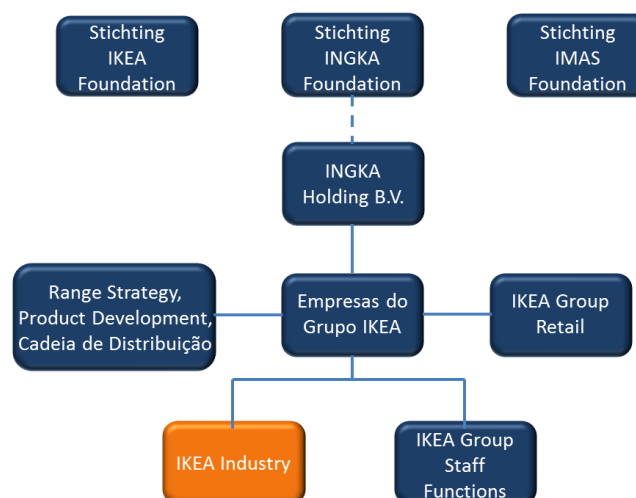 Stichting
IKEA
Foundation
Stichting
INGKA
Foundation
Stichting
IMAS
Foundation
INGKA
Holding B.V.
Range Strategy,
Product Development,
Cadeia de Distribuição
Empresas do
Grupo IKEA
IKEA Group
Retail
IKEA Industry
IKEA Group
Staff
Functions